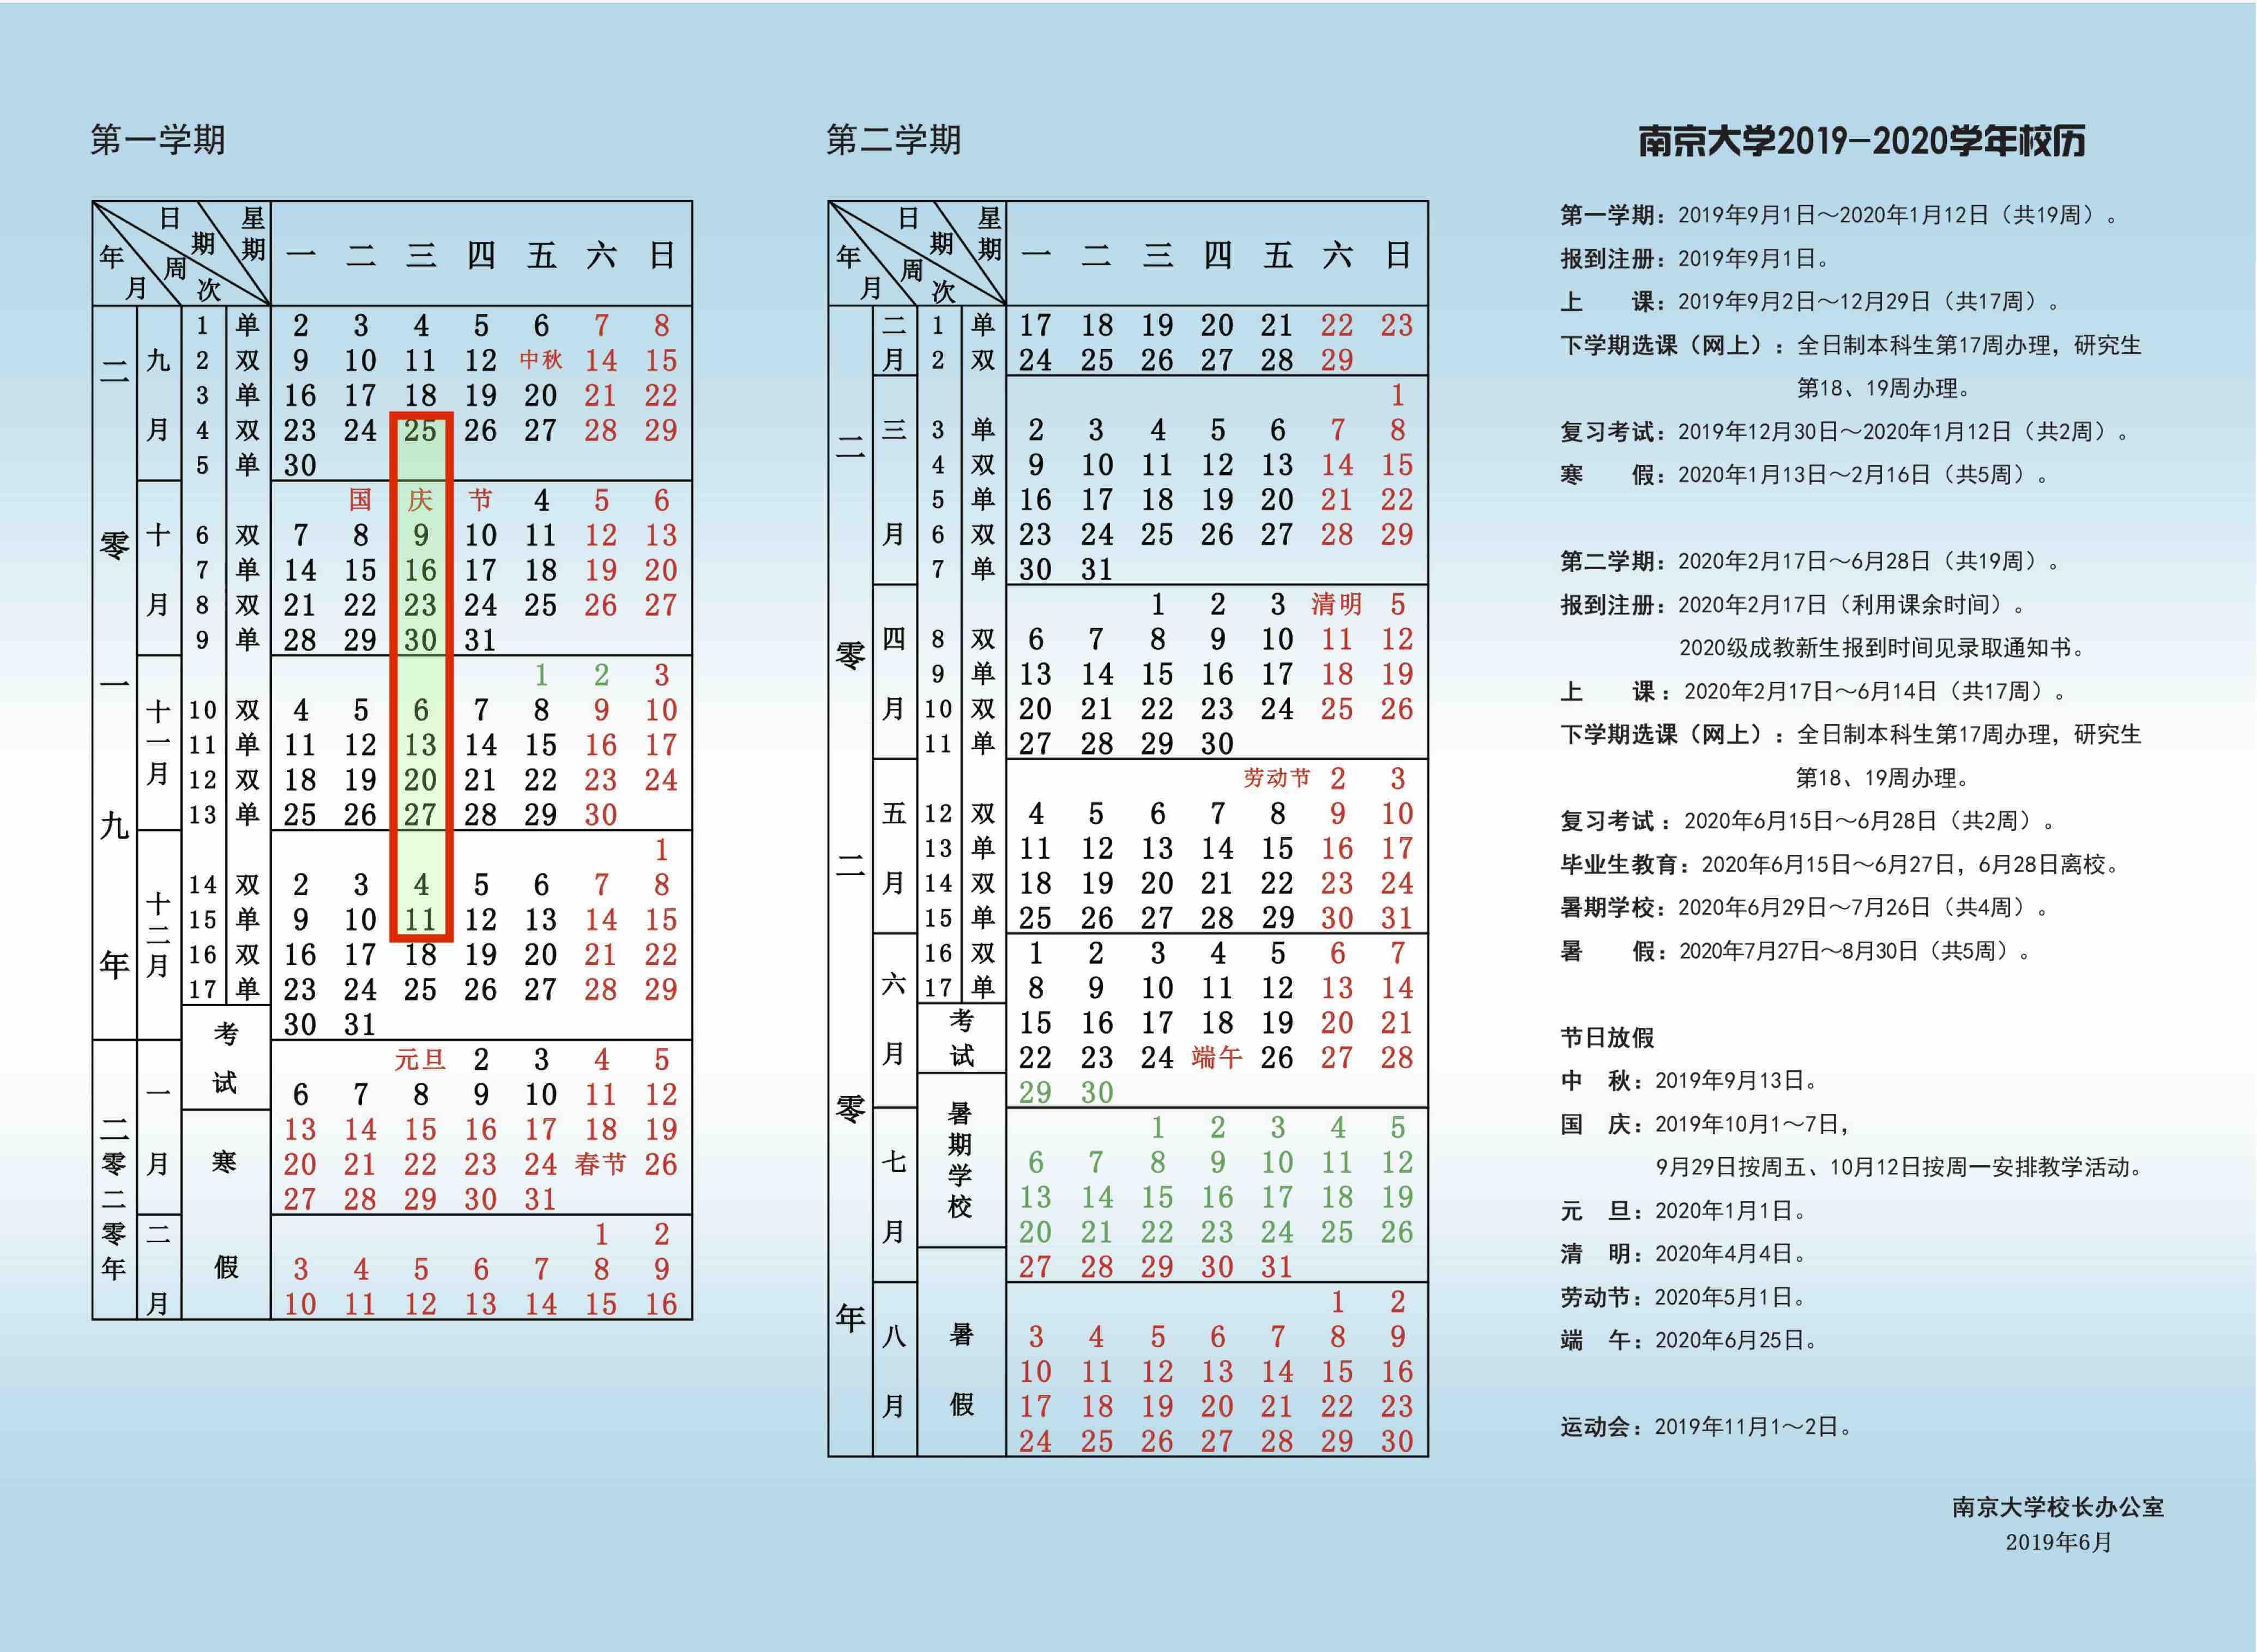 第一学期
日 期 星期
年 月 周 次
一 二 三 四 五 六 日
二零一九年
九月
1 单 2 3 4 5 6 7 8
2 双 9 10 11 12 中秋 14 15
3 单 16 17 18 19 20 21 22
4 双 23 24 25 26 27 28 29
5 单 30
十月
国 庆 节 4 5 6
6 双 7 8 9 10 11 12 13
7 单 14 15 16 17 18 19 20
8 双 21 22 23 24 25 26 27
9 单 28 29 30 31
十一月
1 2 3
10 双 4 5 6 7 8 9 10
11 单 11 12 13 14 15 16 17
12 双 18 19 20 21 22 23 24
13 单 25 26 27 28 29 30
十二月
1
14 双 2 3 4 5 6 7 8
15 单 9 10 11 12 13 14 15
16 双 16 17 18 19 20 21 22
17 单 23 24 25 26 27 28 29
考试
30 31
二零二零年
一月
元旦 2 3 4 5
6 7 8 9 10 11 12
寒假
13 14 15 16 17 18 19
20 21 22 23 24 春节 26
27 28 29 30 31
二月
1 2
3 4 5 6 7 8 9
10 11 12 13 14 15 16
第二学期
日 期 星期
年 月 周 次
一 二 三 四 五 六 日
二零二零年
二月
1 单 17 18 19 20 21 22 23
2 双 24 25 26 27 28 29
三月
1
3 单 2 3 4 5 6 7 8
4 双 9 10 11 12 13 14 15
5 单 16 17 18 19 20 21 22
6 双 23 24 25 26 27 28 29
7 单 30 31
四月
1 2 3 清明 5
8 双 6 7 8 9 10 11 12
9 单 13 14 15 16 17 18 19
10 双 20 21 22 23 24 25 26
11 单 27 28 29 30
五月
劳动节 2 3
12 双 4 5 6 7 8 9 10
13 单 11 12 13 14 15 16 17
14 双 18 19 20 21 22 23 24
15 单 25 26 27 28 29 30 31
六月
16 双 1 2 3 4 5 6 7
17 单 8 9 10 11 12 13 14
考试
15 16 17 18 19 20 21
22 23 24 端午 26 27 28
暑期学校
29 30
七月
1 2 3 4 5
6 7 8 9 10 11 12
13 14 15 16 17 18 19
20 21 22 23 24 25 26
暑假
27 28 29 30 31
八月
1 2
3 4 5 6 7 8 9
10 11 12 13 14 15 16
17 18 19 20 21 22 23
24 25 26 27 28 29 30
南京大学2019-2020学年校历
第一学期：2019年9月1日～2020年1月12日（共19周）。
报到注册：2019年9月1日。
上 课：2019年9月2日～12月29日（共17周）。
下学期选课（网上）：全日制本科生第17周办理，研究生
第18、19周办理。
复习考试：2019年12月30日～2020年1月12日（共2周）。
寒 假：2020年1月13日～2月16日（共5周）。
第二学期：2020年2月17日～6月28日（共19周）。
报到注册：2020年2月17日（利用课余时间）。
2020级成教新生报到时间见录取通知书。
上 课：2020年2月17日～6月14日（共17周）。
下学期选课（网上）：全日制本科生第17周办理，研究生
第18、19周办理。
复习考试：2020年6月15日～6月28日（共2周）。
毕业生教育：2020年6月15日～6月27日，6月28日离校。
暑期学校：2020年6月29日～7月26日（共4周）。
暑 假：2020年7月27日～8月30日（共5周）。
节日放假
中 秋：2019年9月13日。
国 庆：2019年10月1～7日，
9月29日按周五、10月12日按周一安排教学活动。
元 旦：2020年1月1日。
清 明：2020年4月4日。
劳动节：2020年5月1日。
端 午：2020年6月25日。
运动会：2019年11月1～2日。
南京大学校长办公室
2019年6月